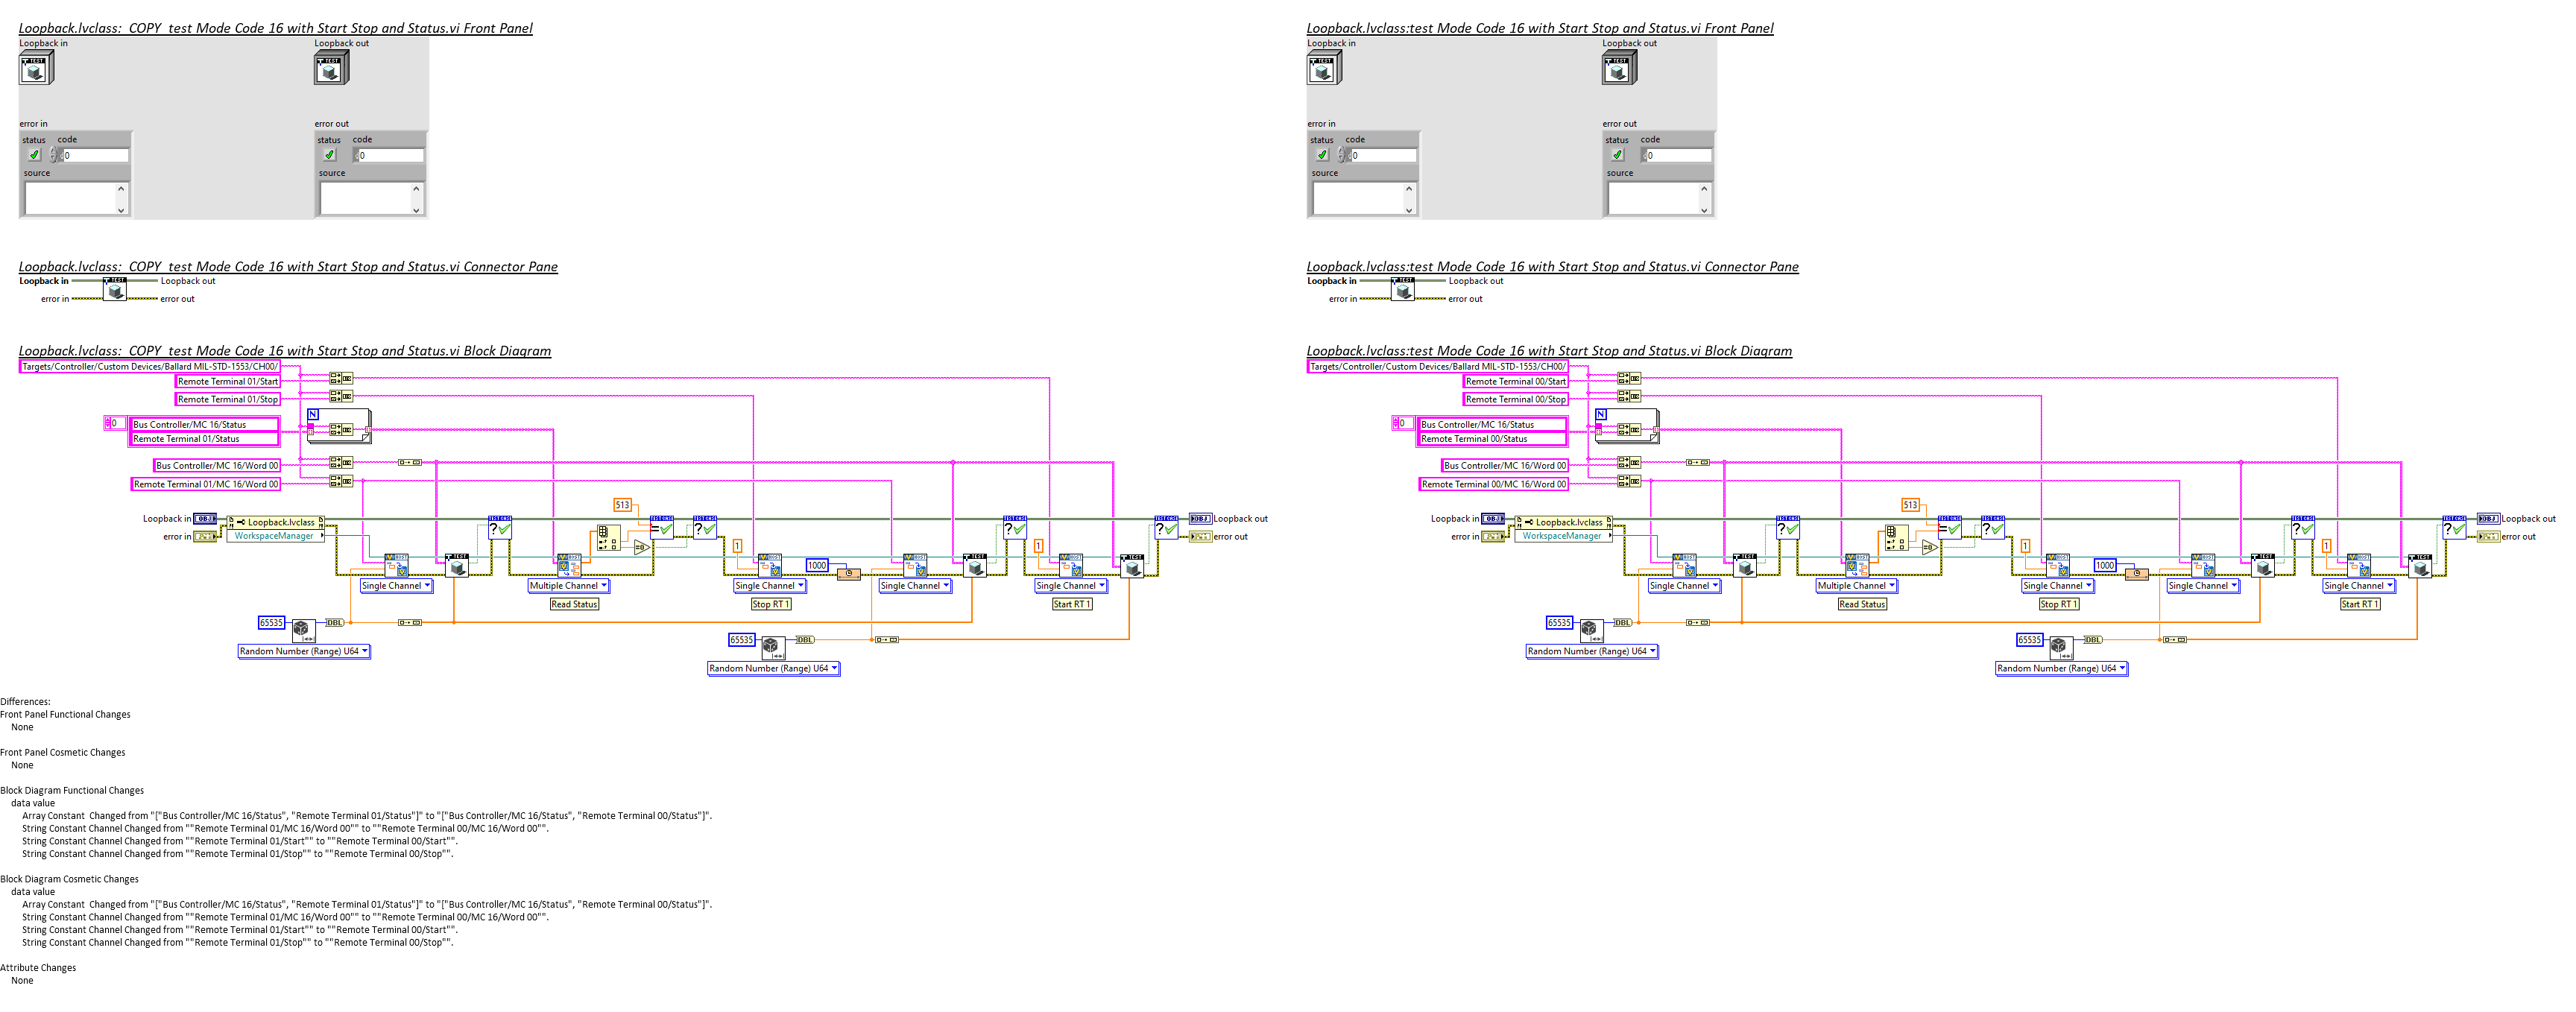 Loopback.lvclass:  COPY  test Mode Code 16 with Start Stop and Status.vi Front Panel
Loopback in
Loopback out
error in
error out
status
code
status
code
0
0
source
source
Loopback.lvclass:  COPY  test Mode Code 16 with Start Stop and Status.vi Connector Pane
Loopback in
TEST
Loopback out
error in
error out
Loopback.lvclass:  COPY  test Mode Code 16 with Start Stop and Status.vi Block Diagram
Targets/Controller/Custom Devices/Ballard MIL-STD-1553/CH00/
Remote Terminal 01/Start
Remote Terminal 01/Stop
N
0
Bus Controller/MC 16/Status
Remote Terminal 01/Status
Bus Controller/MC 16/Word 00
Remote Terminal 01/MC 16/Word 00
513
Loopback in
Loopback.lvclass
Loopback out
error in
WorkspaceManager
error out
1
1000
1
Single Channel
Multiple Channel
Single Channel
Single Channel
Single Channel
Read Status
Stop RT 1
Start RT 1
65535
DBL
65535
DBL
Random Number (Range) U64
Random Number (Range) U64
Loopback.lvclass:test Mode Code 16 with Start Stop and Status.vi Front Panel
Loopback in
Loopback out
error in
error out
status
code
status
code
0
0
source
source
Loopback.lvclass:test Mode Code 16 with Start Stop and Status.vi Connector Pane
Loopback in
TEST
Loopback out
error in
error out
Loopback.lvclass:test Mode Code 16 with Start Stop and Status.vi Block Diagram
Targets/Controller/Custom Devices/Ballard MIL-STD-1553/CH00/
Remote Terminal 00/Start
Remote Terminal 00/Stop
N
0
Bus Controller/MC 16/Status
Remote Terminal 00/Status
Bus Controller/MC 16/Word 00
Remote Terminal 00/MC 16/Word 00
513
Loopback in
Loopback.lvclass
Loopback out
error in
WorkspaceManager
error out
1
1000
1
Single Channel
Multiple Channel
Single Channel
Single Channel
Single Channel
Read Status
Stop RT 1
Start RT 1
65535
DBL
65535
DBL
Random Number (Range) U64
Random Number (Range) U64
Differences:
Front Panel Functional Changes
None
Front Panel Cosmetic Changes
None
Block Diagram Functional Changes
data value
Array Constant  Changed from "["Bus Controller/MC 16/Status", "Remote Terminal 01/Status"]" to "["Bus Controller/MC 16/Status", "Remote Terminal 00/Status"]".
String Constant Channel Changed from ""Remote Terminal 01/MC 16/Word 00"" to ""Remote Terminal 00/MC 16/Word 00"".
String Constant Channel Changed from ""Remote Terminal 01/Start"" to ""Remote Terminal 00/Start"".
String Constant Channel Changed from ""Remote Terminal 01/Stop"" to ""Remote Terminal 00/Stop"".
Block Diagram Cosmetic Changes
data value
Array Constant  Changed from "["Bus Controller/MC 16/Status", "Remote Terminal 01/Status"]" to "["Bus Controller/MC 16/Status", "Remote Terminal 00/Status"]".
String Constant Channel Changed from ""Remote Terminal 01/MC 16/Word 00"" to ""Remote Terminal 00/MC 16/Word 00"".
String Constant Channel Changed from ""Remote Terminal 01/Start"" to ""Remote Terminal 00/Start"".
String Constant Channel Changed from ""Remote Terminal 01/Stop"" to ""Remote Terminal 00/Stop"".
Attribute Changes
None